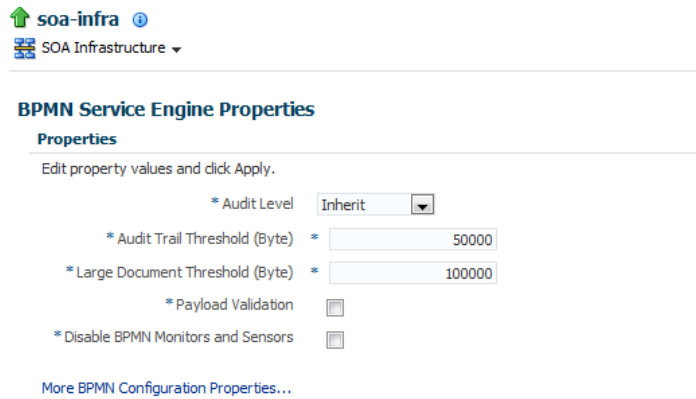 soa-infra
SOA Infrastructure
BPMN Service Engine Properties
Properties
Edit property values and click Apply.
* Audit Level Inherit
* Audit Trail Threshold (Byte) * 50000
* Large Document Threshold (Byte) * 100000
* Payload Validation
* Disable BPMN Monitors and Sensors
More BPMN Configuration Properties...